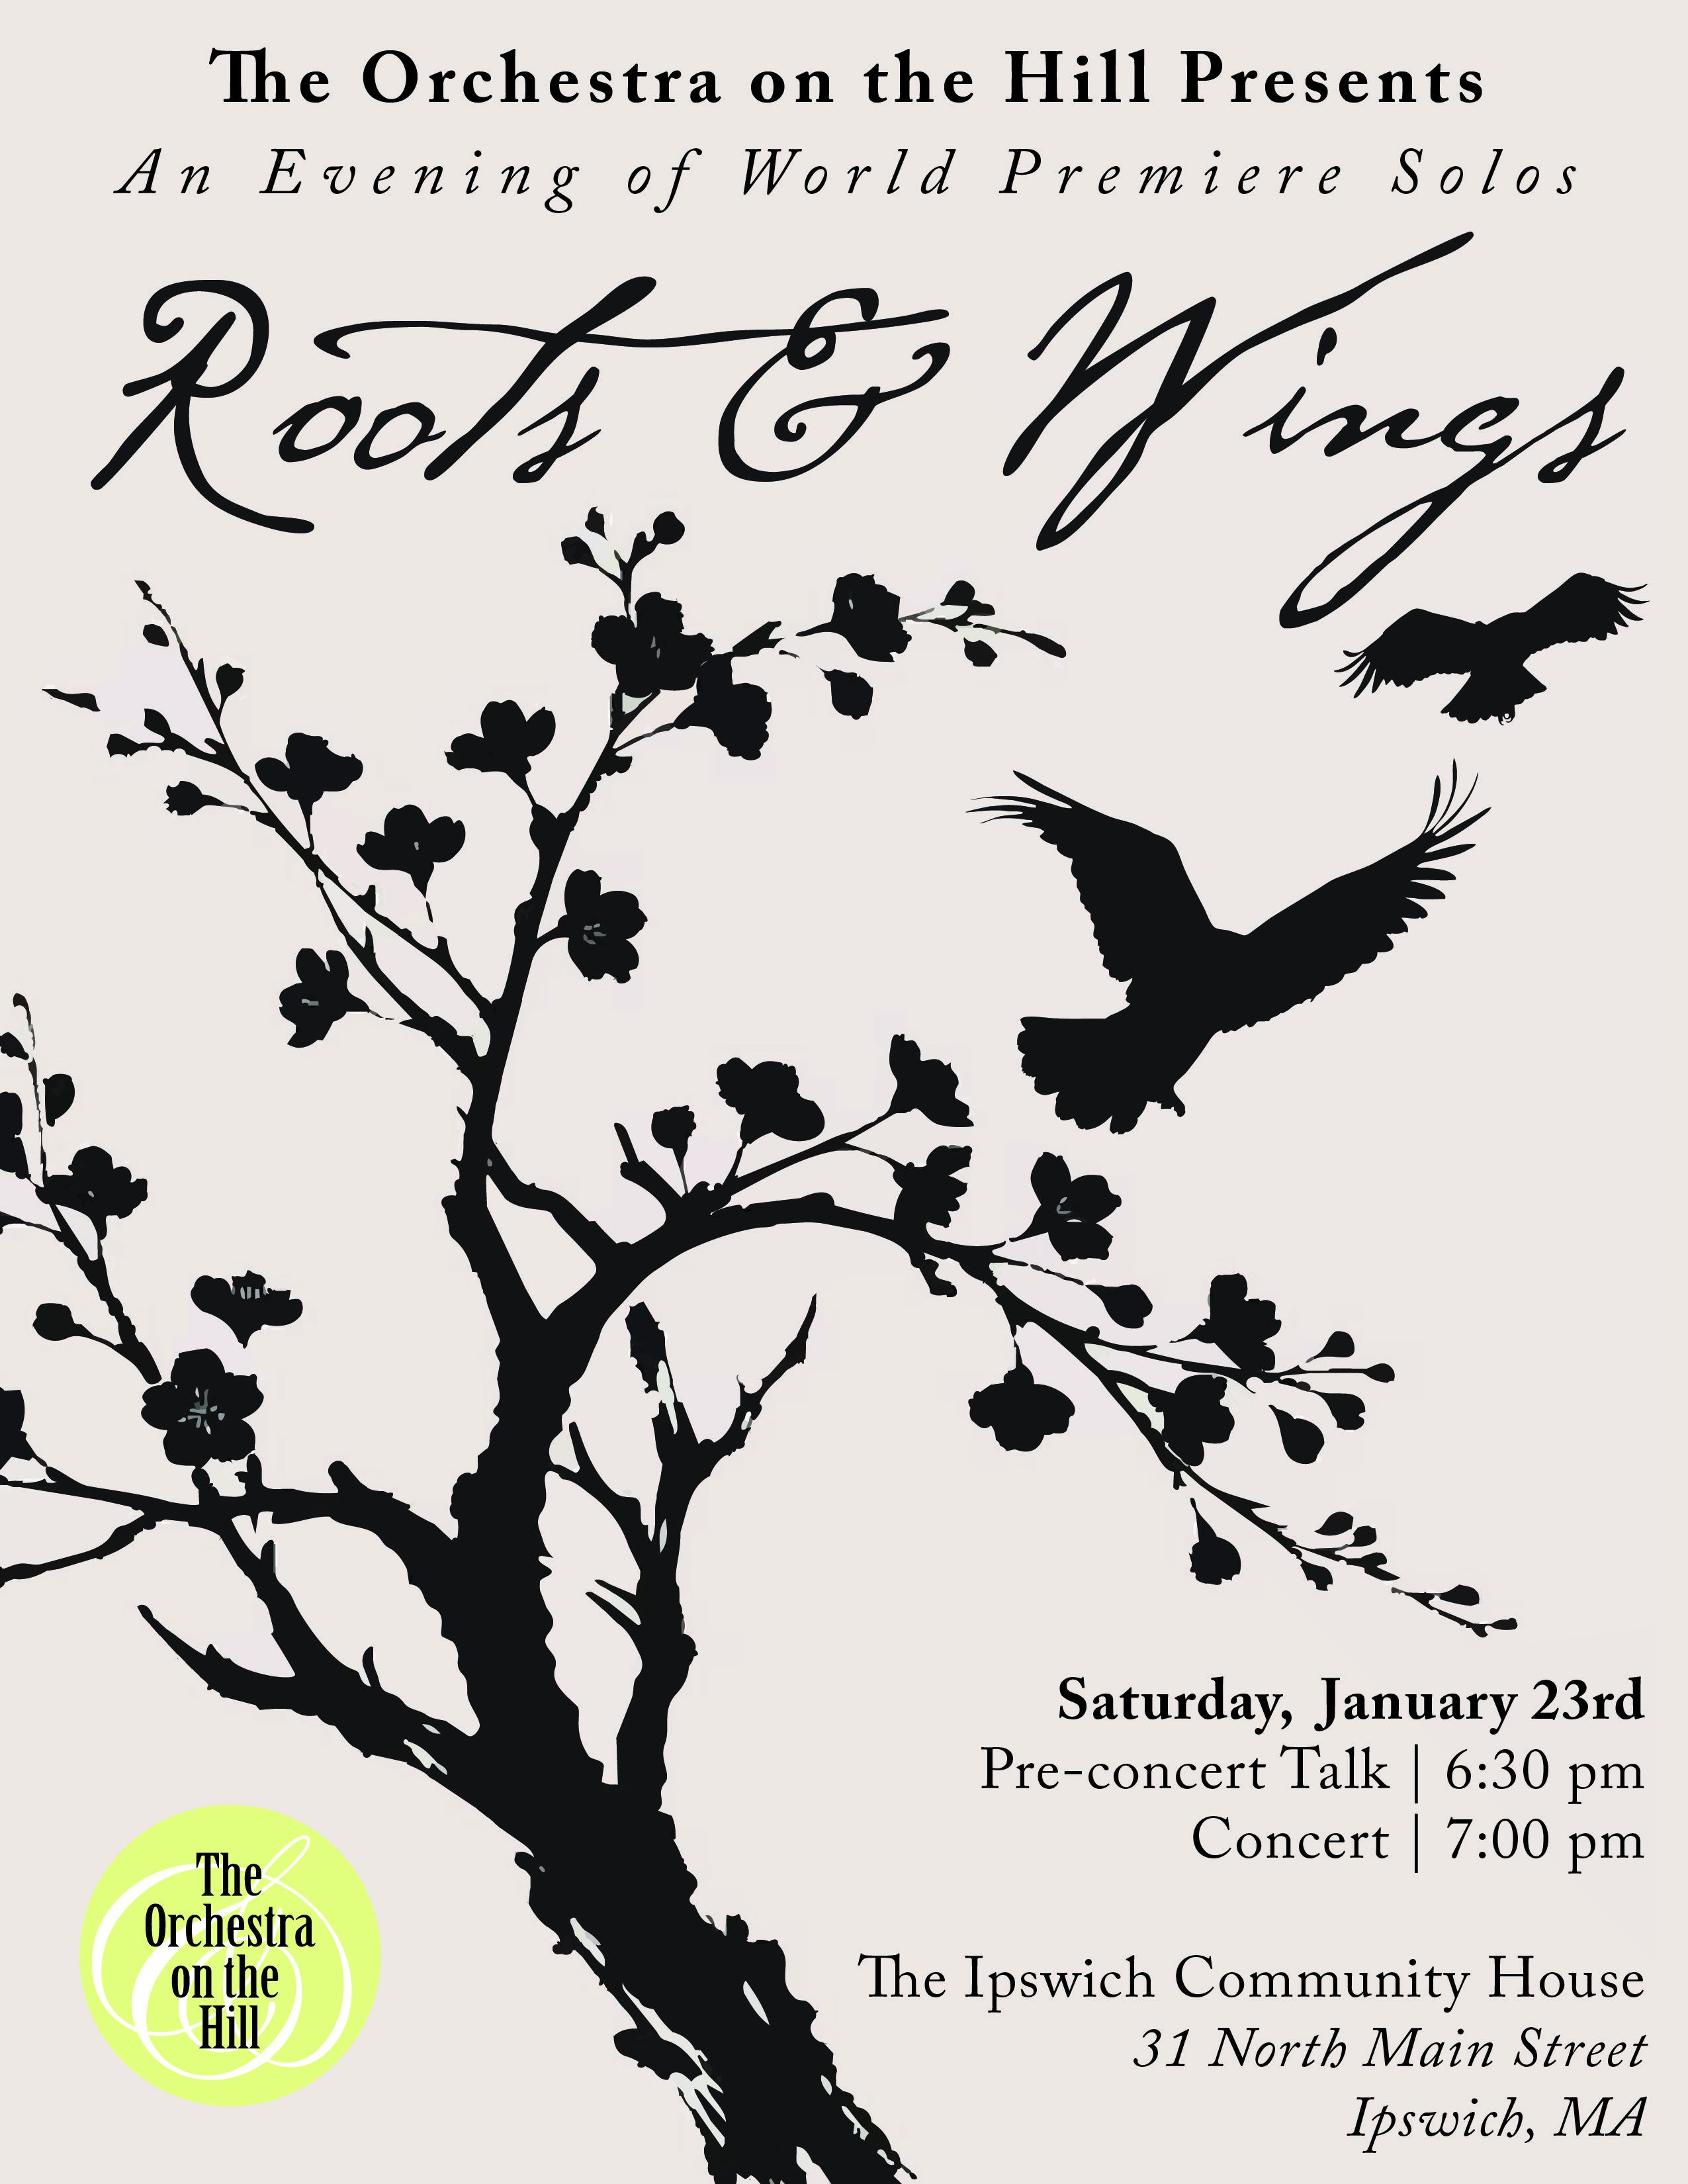 The Orchestra on the Hill Presents
An Evening of World Premiere Solos
Roots & Wings
Saturday, January 23rd
Pre-concert Talk | 6:30 pm
Concert | 7:00 pm
The Ipswich Community House
31 North Main Street
Ipswich, MA
The
Orchestra
on the
Hill